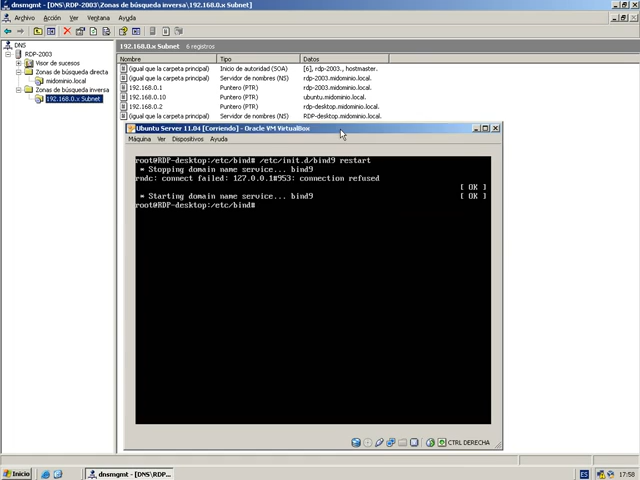 dnsmgmt - [DNS\RDP-2003\Zonas de búsqueda inversa\192.168.0.x Subnet]
Archivo Acción Ver Ventana Ayuda
DNS
RDP-2003
Visor de sucesos
Zonas de búsqueda directa
midominio.local
Zonas de búsqueda inversa
192.168.0.x Subnet
192.168.0.x Subnet 6 registros
Nombre Tipo Datos
(igual que la carpeta principal) Inicio de autoridad (SOA) [6], rdp-2003., hostmaster.
(igual que la carpeta principal) Servidor de nombres (NS) rdp-2003.midominio.local.
192.168.0.1 Puntero (PTR) rdp-2003.midominio.local.
192.168.0.10 Puntero (PTR) ubuntu.midominio.local.
192.168.0.2 Puntero (PTR) rdp-desktop.midominio.local.
(igual que la carpeta principal) Servidor de nombres (NS) RDP-desktop.midominio.local.
Ubuntu Server 11.04 [Corriendo] - Oracle VM VirtualBox
Máquina Ver Dispositivos Ayuda
root@RDP-desktop:/etc/bind# /etc/init.d/bind9 restart
* Stopping domain name service... bind9
rndc: connect failed: 127.0.0.1#953: connection refused
[ OK ]
* Starting domain name service... bind9 [ OK ]
root@RDP-desktop:/etc/bind#
CTRL DERECHA
Inicio dnsmgmt - [DNS\RDP... ES 17:58